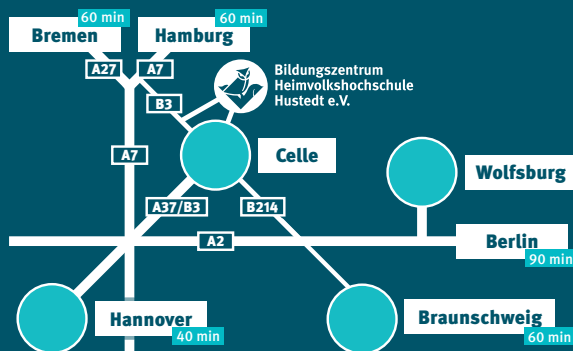 60 min
60 min
Bremen
Hamburg
A27
A7
Bildungszentrum
Heimvolkshochschule
Hustedt e.V.
B3
A7
Celle
Wolfsburg
A37/B3
B214
A2
Berlin
90 min
Hannover
40 min
Braunschweig
60 min